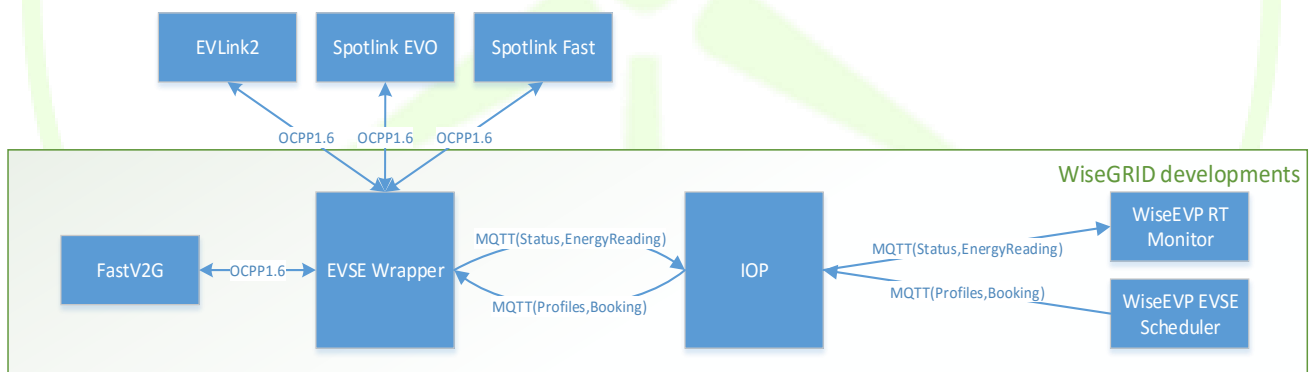 EVLink2
Spotlink EVO
Spotlink Fast
OCPP1.6
OCPP1.6
OCPP1.6
WiseGRID developments
FastV2G
OCPP1.6
EVSE Wrapper
MQTT(Status,EnergyReading)
MQTT(Profiles,Booking)
IOP
MQTT(Status,EnergyReading)
MQTT(Profiles,Booking)
WiseEVP RT
Monitor
WiseEVP EVSE
Scheduler